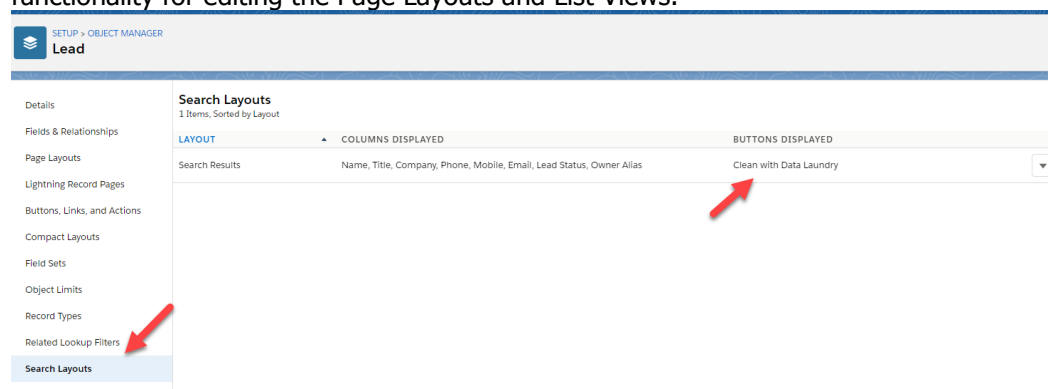 functionality for editing the Page Layouts and List Views.
SETUP > OBJECT MANAGER
Lead
Details
Fields & Relationships
Page Layouts
Lightning Record Pages
Buttons, Links, and Actions
Compact Layouts
Field Sets
Object Limits
Record Types
Related Lookup Filters
Search Layouts
Search Layouts
1 Items, Sorted by Layout
LAYOUT COLUMNS DISPLAYED BUTTONS DISPLAYED
Search Results Name, Title, Company, Phone, Mobile, Email, Lead Status, Owner Alias Clean with Data Laundry